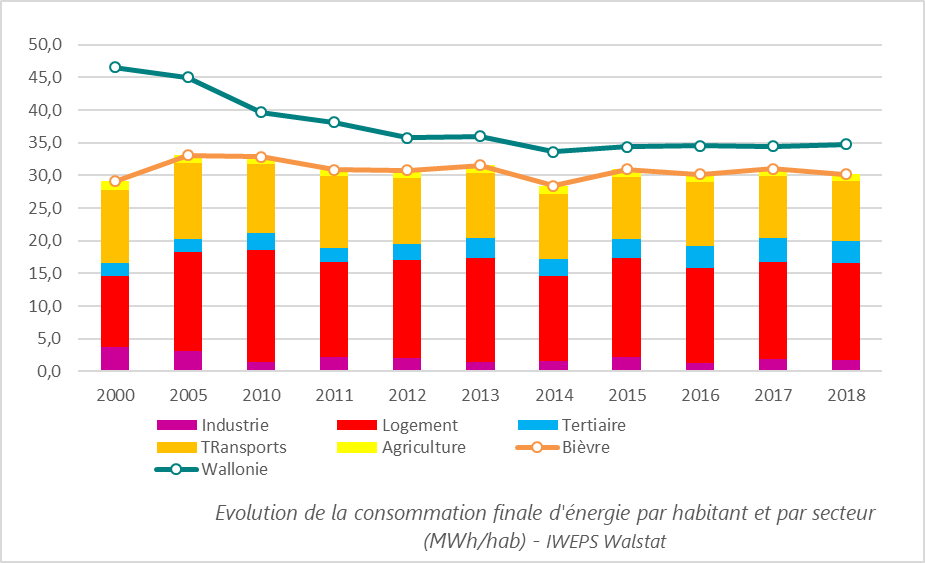 50,0
45,0
40,0
35,0
30,0
25,0
20,0
15,0
10,0
5,0
0,0
2000 2005 2010 2011 2012 2013 2014 2015 2016 2017 2018
Industrie Logement Tertiaire
TRansports Agriculture Bièvre
Wallonie
Evolution de la consommation finale d'énergie par habitant et par secteur
(MWh/hab) - IWEPS Walstat